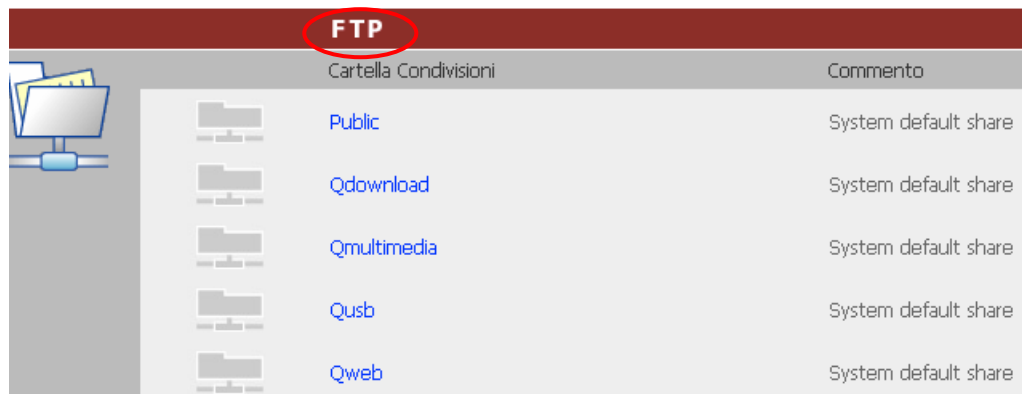 FTP
Cartella Condivisioni Commento
Public System default share
Qdownload System default share
Qmultimedia System default share
Qusb System default share
Qweb System default share